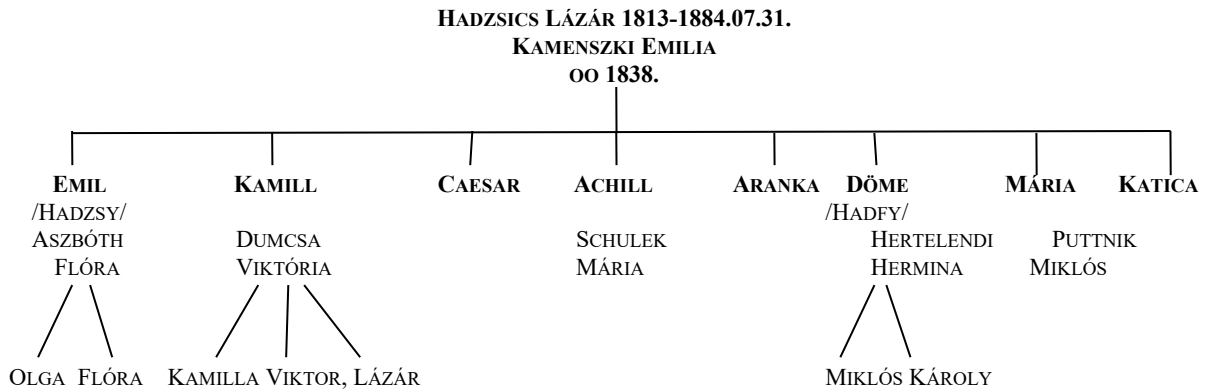 HADZSICS LÁZÁR 1813-1884.07.31.
KAMENSZKI EMILIA
OO 1838.
EMIL KAMILL CAESAR ACHILL ARANKA DÖME MÁRIA KATICA
/HADZSY/ /HADFY/
ASZBÓTH DUMCSA SCHULEK HERTELENDI PUTTNIK
FLÓRA VIKTÓRIA MÁRIA HERMINA MIKLÓS
OLGA FLÓRA KAMILLA VIKTOR, LÁZÁR MIKLÓS KÁROLY